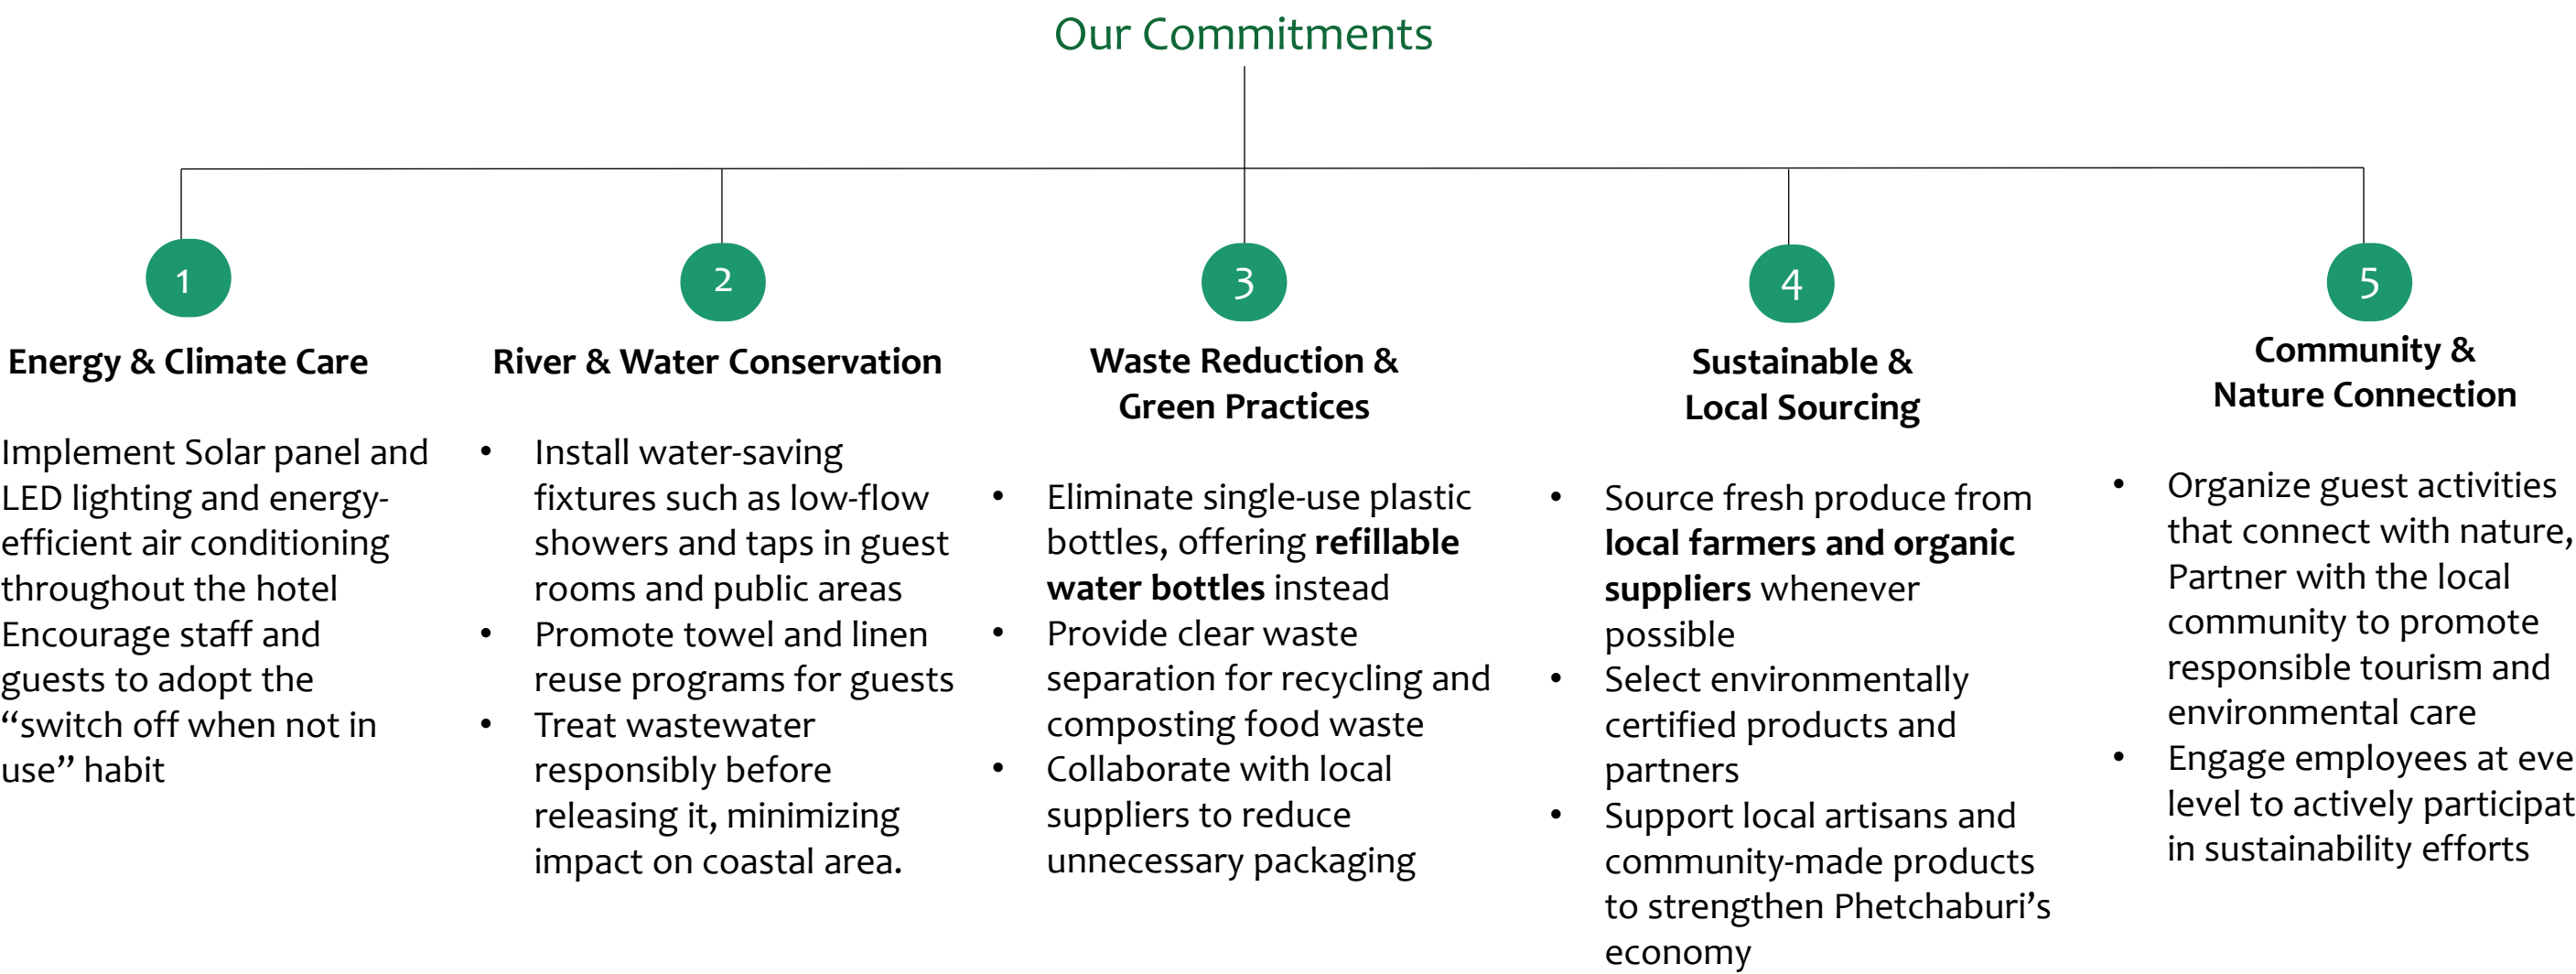 Our Commitments
1
Energy & Climate Care
Implement Solar panel and
LED lighting and energy-
efficient air conditioning
throughout the hotel
Encourage staff and
guests to adopt the
“switch off when not in
use” habit
2
River & Water Conservation
• Install water-saving
fixtures such as low-flow
showers and taps in guest
rooms and public areas
• Promote towel and linen
reuse programs for guests
• Treat wastewater
responsibly before
releasing it, minimizing
impact on coastal area.
3
Waste Reduction &
Green Practices
• Eliminate single-use plastic
bottles, offering refillable
water bottles instead
• Provide clear waste
separation for recycling and
composting food waste
• Collaborate with local
suppliers to reduce
unnecessary packaging
4
Sustainable &
Local Sourcing
• Source fresh produce from
local farmers and organic
suppliers whenever
possible
• Select environmentally
certified products and
partners
• Support local artisans and
community-made products
to strengthen Phetchaburi’s
economy
5
Community &
Nature Connection
• Organize guest activities
that connect with nature,
Partner with the local
community to promote
responsible tourism and
environmental care
• Engage employees at eve
level to actively participat
in sustainability efforts